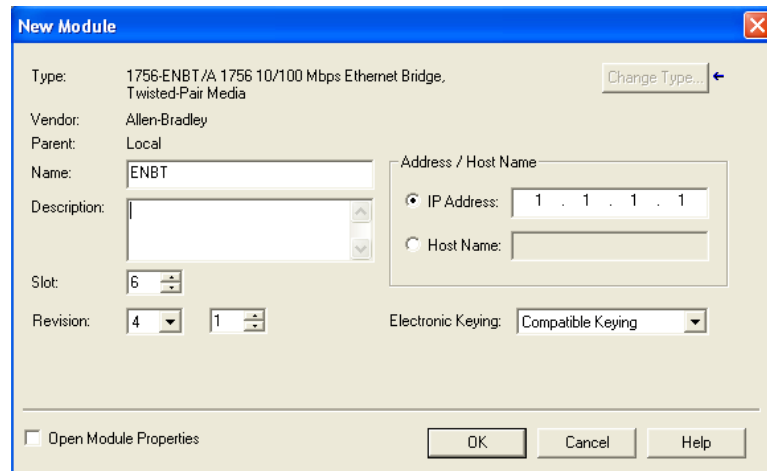 New Module
Type: 1756-ENBT/A 1756 10/100 Mbps Ethernet Bridge,
Twisted-Pair Media
Change Type...
Vendor: Allen-Bradley
Parent: Local
Name: ENBT
Description:
Address / Host Name
IP Address: 1 . 1 . 1 . 1
Host Name:
Slot: 6
Revision: 4 1
Electronic Keying: Compatible Keying
Open Module Properties
OK Cancel Help